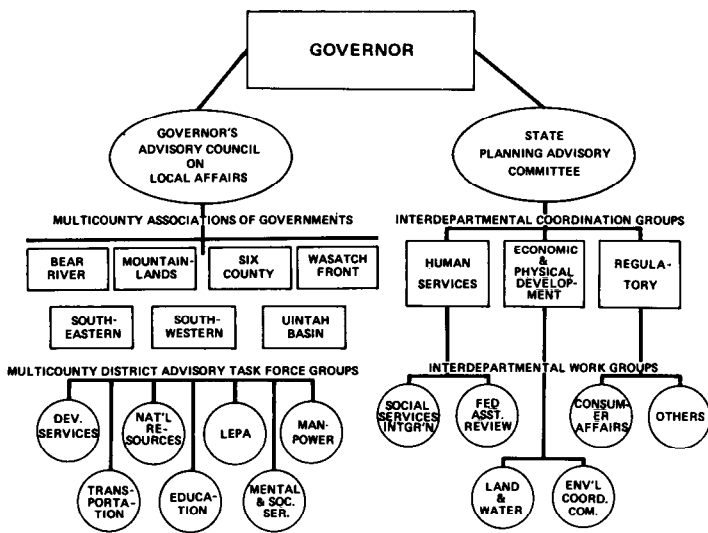 GOVERNOR
GOVERNOR'S
ADVISORY COUNCIL
ON
LOCAL AFFAIRS
STATE
PLANNING ADVISORY
COMMITTEE
MULTICOUNTY ASSOCIATIONS OF GOVERNMENTS
BEAR
RIVER
MOUNTAIN-
LANDS
SIX
COUNTY
WASATCH
FRONT
SOUTH-
EASTERN
SOUTH-
WESTERN
UINTAH
BASIN
INTERDEPARTMENTAL COORDINATION GROUPS
HUMAN
SERVICES
ECONOMIC
&
PHYSICAL
DEVELOP-
MENT
REGULA-
TORY
MULTICOUNTY DISTRICT ADVISORY TASK FORCE GROUPS
DEV.
SERVICES
NAT'L
RE-
SOURCES
LEPA
MAN-
POWER
TRANS-
PORTA-
TION
EDUCA-
TION
MENTAL
& SOC.
SER.
INTERDEPARTMENTAL WORK GROUPS
SOCIAL
SERVICES
INTGR'N
FED
ASST.
REVIEW
CONSUM-
ER
AFFAIRS
OTHERS
LAND
&
WATER
ENV'L
COORD.
COM.